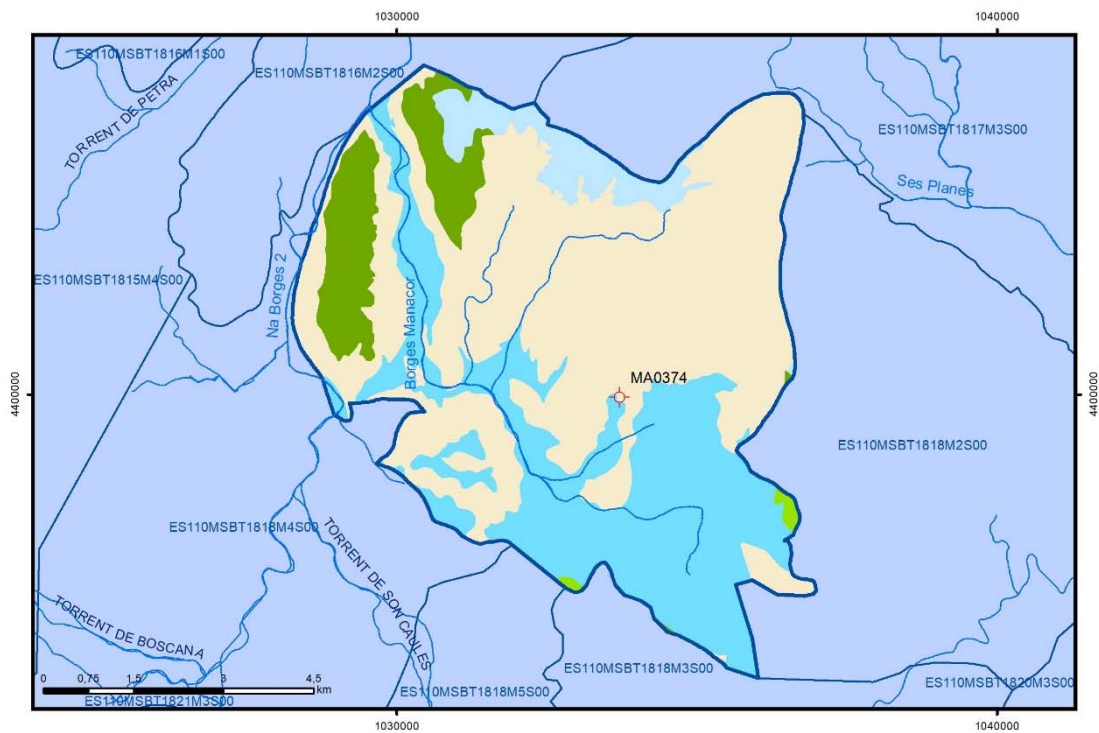 1030000
1040000
ES110MSBT1816M1S00
ES110MSBT1816M2S00
TORRENT DE PETRA
ES110MSBT1817M3S00
Ses Planes
ES110MSBT1815M4S00
Na Borges 2
Borges Manacor
MA0374
4400000
4400000
ES110MSBT1818M2S00
ES110MSBT1818M4S00
TORRENT DE SON CAULES
TORRENT DE BOSCANA
ES110MSBT1818M3S00
0 0,75 1,5 3 4,5
km
ES110MSBT1818M5S00
ES110MSBT1820M3S00
ES110MSBT1821M3S00
1030000
1040000